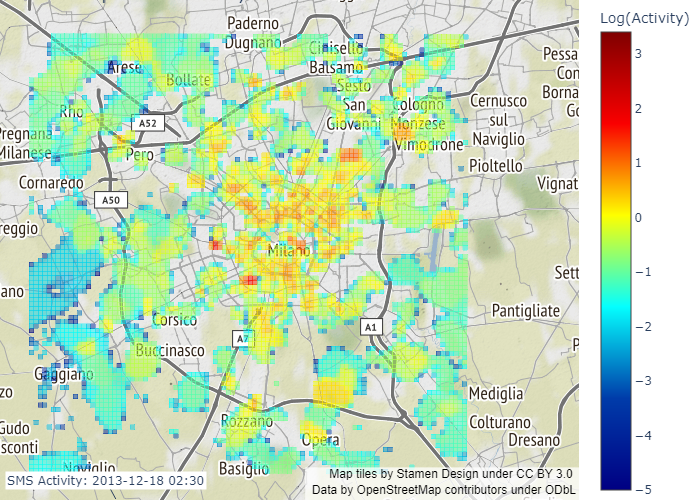 Log(Activity)
3
2
1
0
−1
−2
−3
−4
−5
Paderno
Dugnano
Cinisello
Balsamo
Pessa
Con
Borna
Arese
Bollate
Sesto
San
Giovanni
Cologno
Monzese
Cernusco
sul
Naviglio
Rho
A52
Pregnana
Milanese
Pero
Vimodrone
Pioltello
Cornaredo
Vignat
A50
reggio
Milano
Sett
ano
Corsico
A7
A1
Pantigliate
Buccinasco
Gaggiano
Mediglia
zo
Rozzano
Colturano
Gudo
sconti
Opera
Dresano
Noviglio
Basiglio
SMS Activity: 2013-12-18 02:30
Map tiles by Stamen Design under CC BY 3.0
Data by OpenStreetMap contributors under ODbL